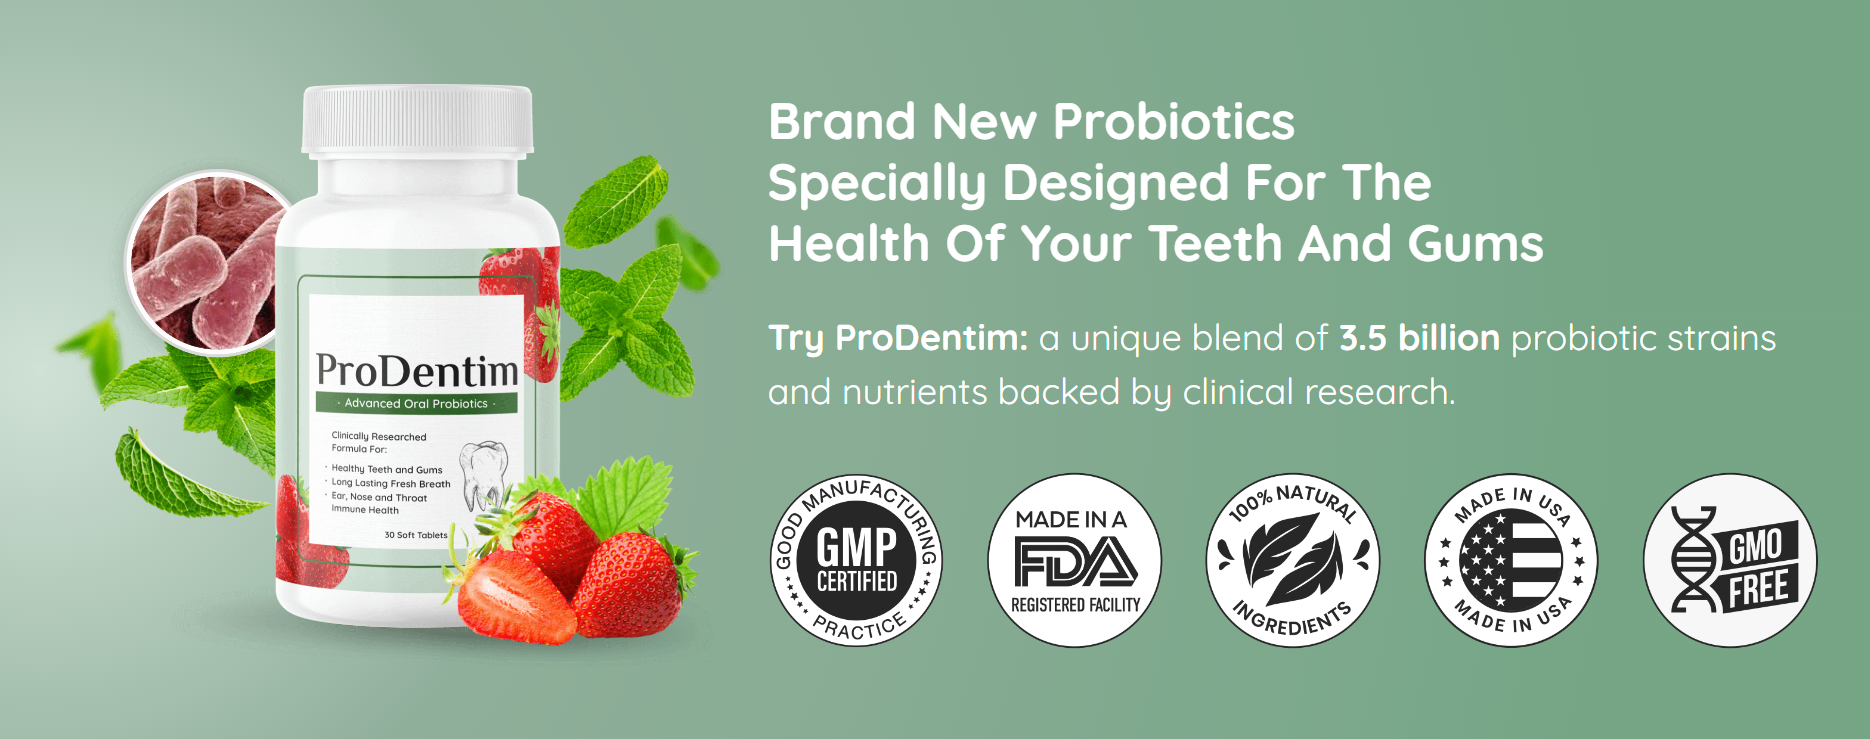 Brand New Probiotics
Specially Designed For The
Health Of Your Teeth And Gums
Try ProDentim: a unique blend of 3.5 billion probiotic strains
and nutrients backed by clinical research.
ProDentim
· Advanced Oral Probiotics ·
Clinically Researched
Formula For:
· Healthy Teeth and Gums
· Long Lasting Fresh Breath
· Ear, Nose and Throat
Immune Health
30 Soft Tablets
GOOD MANUFACTURING
GMP
CERTIFIED
PRACTICE
MADE IN A
FDA
REGISTERED FACILITY
100% NATURAL
INGREDIENTS
MADE IN USA
MADE IN USA
GMO
FREE